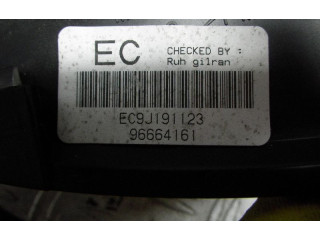 EC
CHECKED BY :
Ruh gilran
EC9J191123
96664161